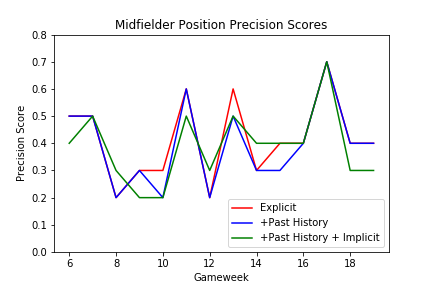 Midfielder Position Precision Scores
0.8
0.7
0.6
0.5
0.4
0.3
0.2
0.1
0.0
Precision Score
6 8 10 12 14 16 18
Gameweek
Explicit
+Past History
+Past History + Implicit